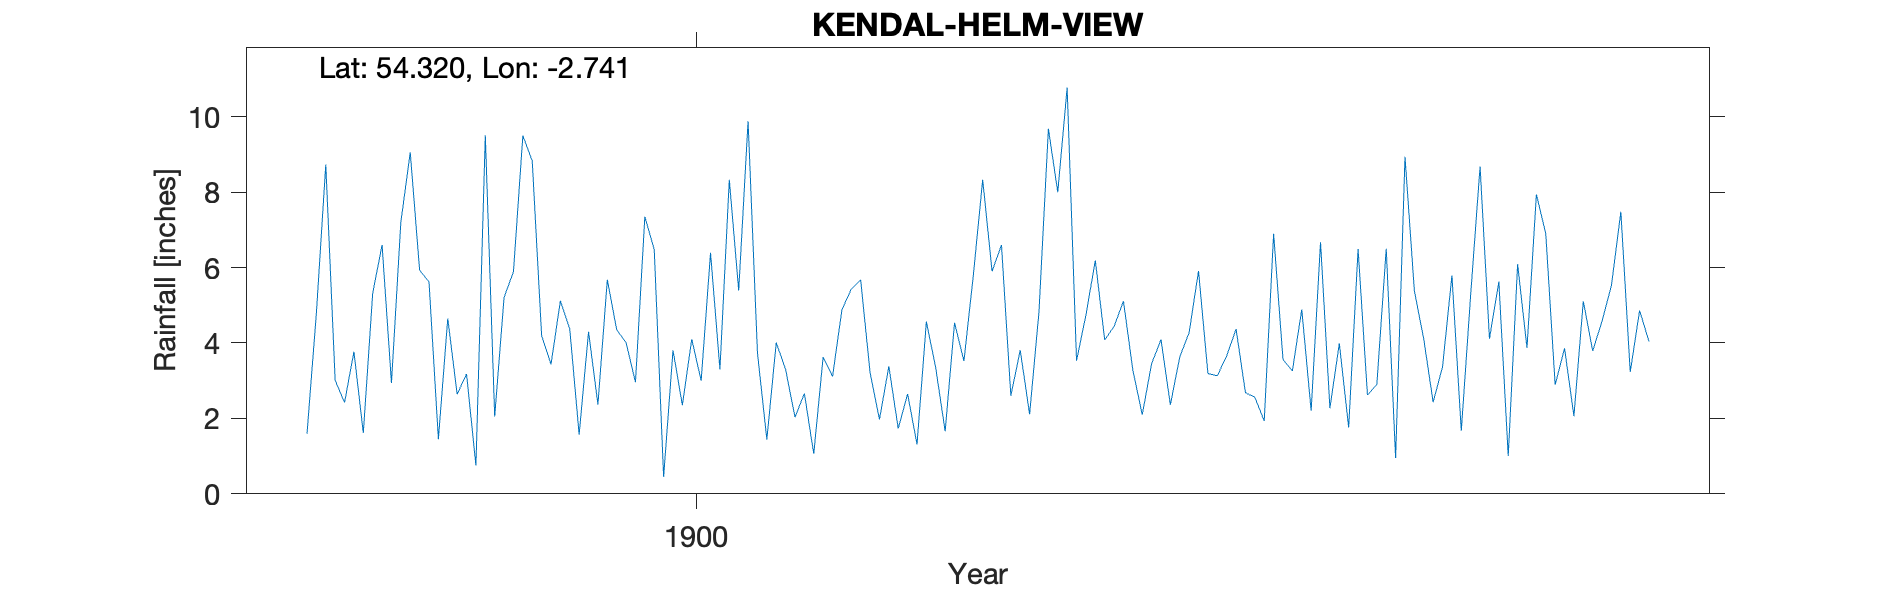 KENDAL-HELM-VIEW
Lat: 54.320, Lon: -2.741
Rainfall [inches]
10
8
6
4
2
0
1900
Year